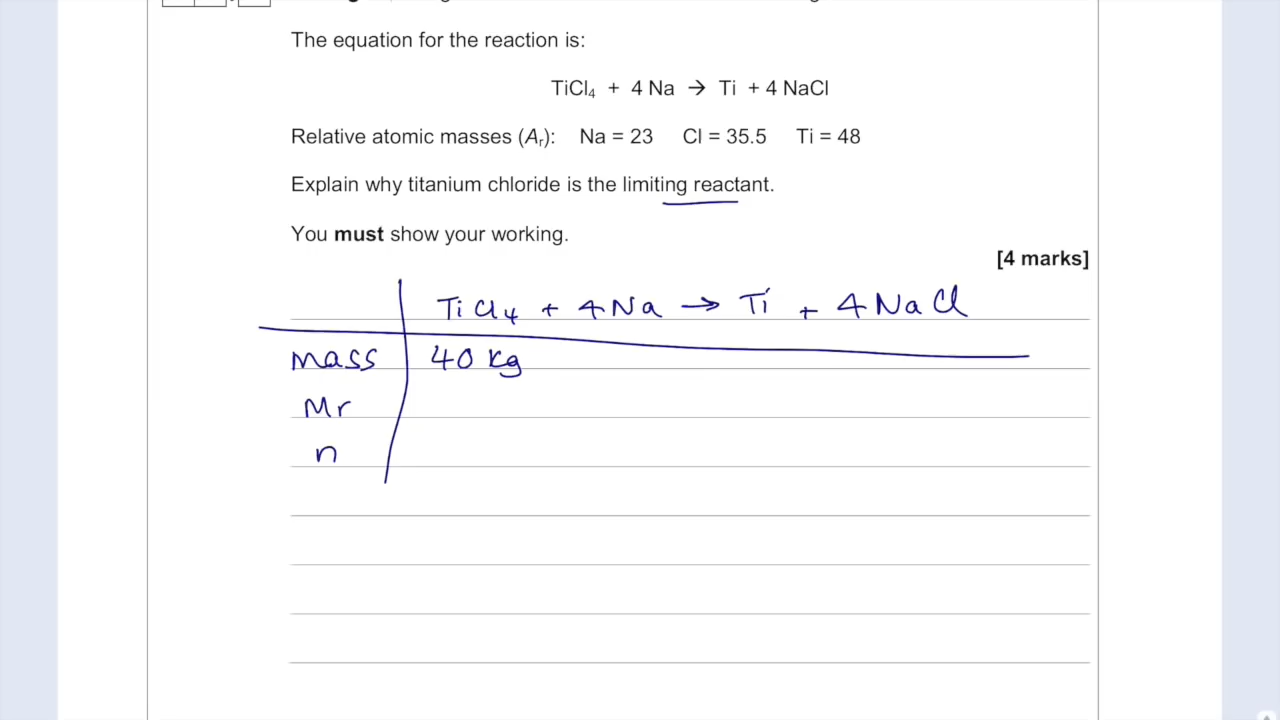 The equation for the reaction is:
TiCl₄ + 4 Na → Ti + 4 NaCl
Relative atomic masses (Aᵣ): Na = 23 Cl = 35.5 Ti = 48
Explain why titanium chloride is the limiting reactant.
You must show your working.
[4 marks]
TiCl₄ + 4Na → Ti + 4NaCl
mass 40 kg
Mr
n